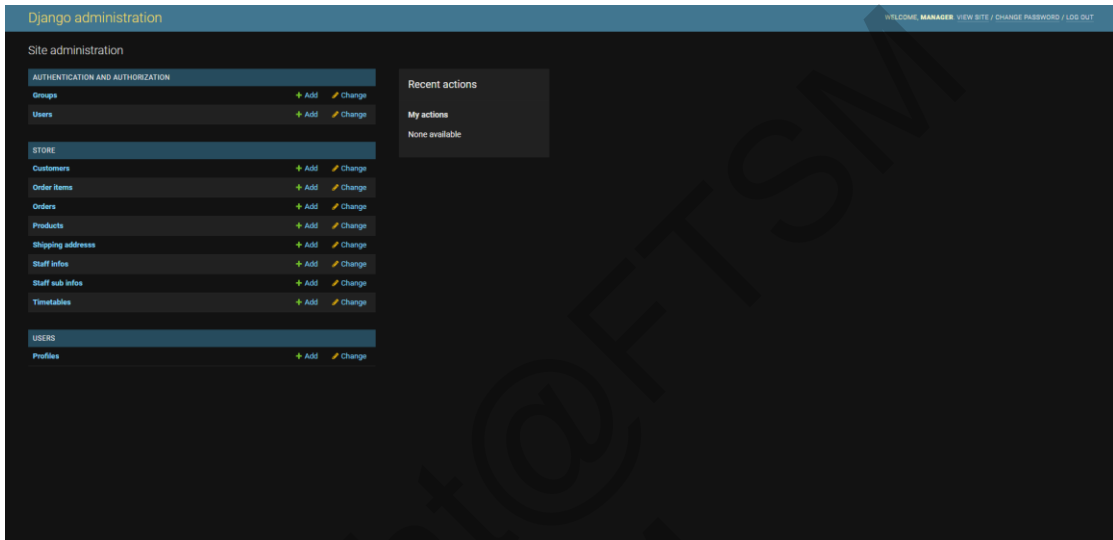 Django administration
WELCOME, MANAGER. VIEW SITE / CHANGE PASSWORD / LOG OUT
Site administration
AUTHENTICATION AND AUTHORIZATION
Groups + Add Change
Users + Add Change
STORE
Customers + Add Change
Order items + Add Change
Orders + Add Change
Products + Add Change
Shipping addresss + Add Change
Staff infos + Add Change
Staff sub infos + Add Change
Timetables + Add Change
USERS
Profiles + Add Change
Recent actions
My actions
None available
t@FTSM